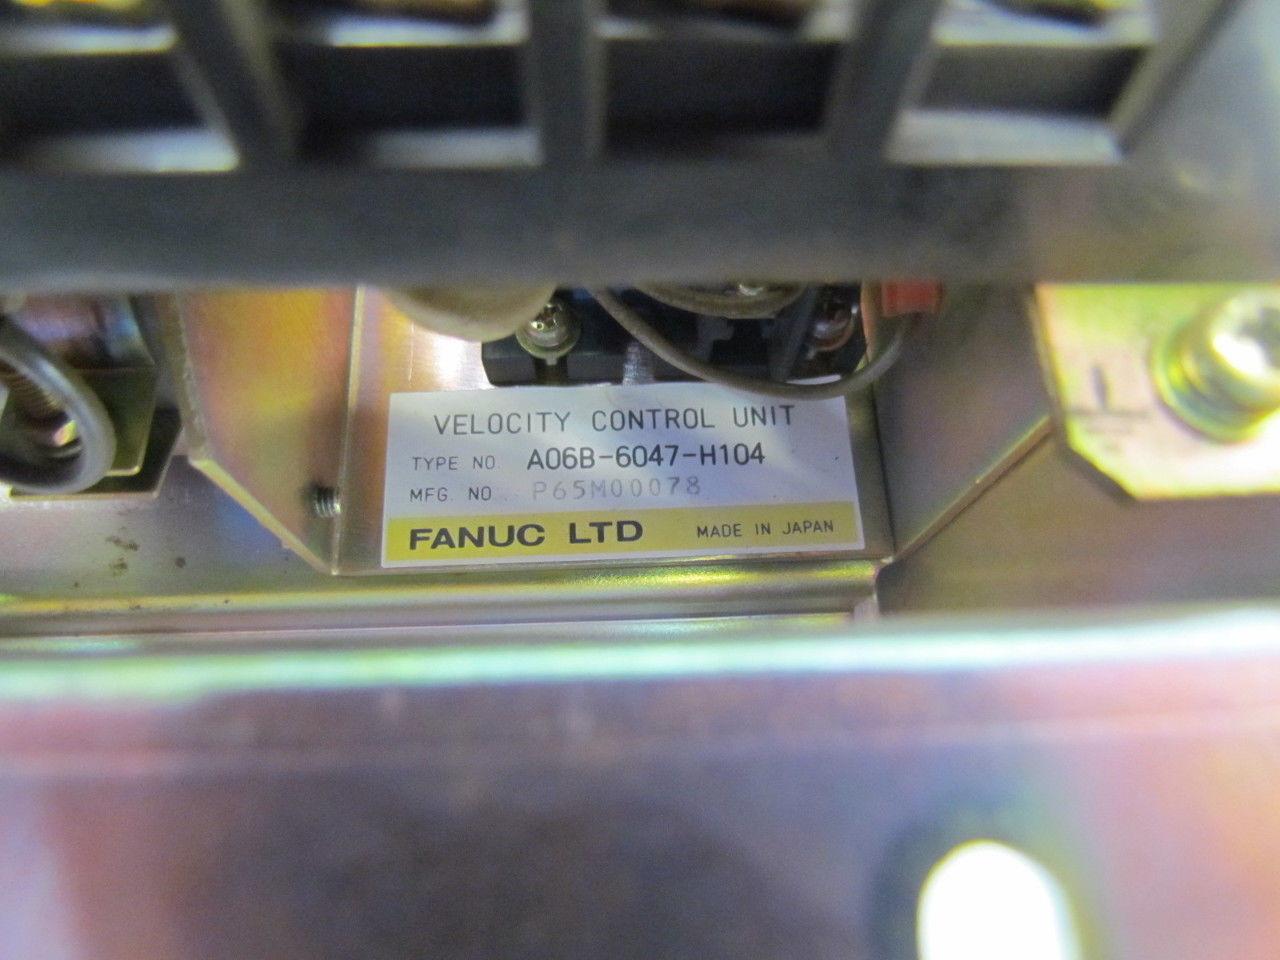 VELOCITY CONTROL UNIT
TYPE NO. A06B-6047-H104
MFG. NO P65M00078
FANUC LTD MADE IN JAPAN